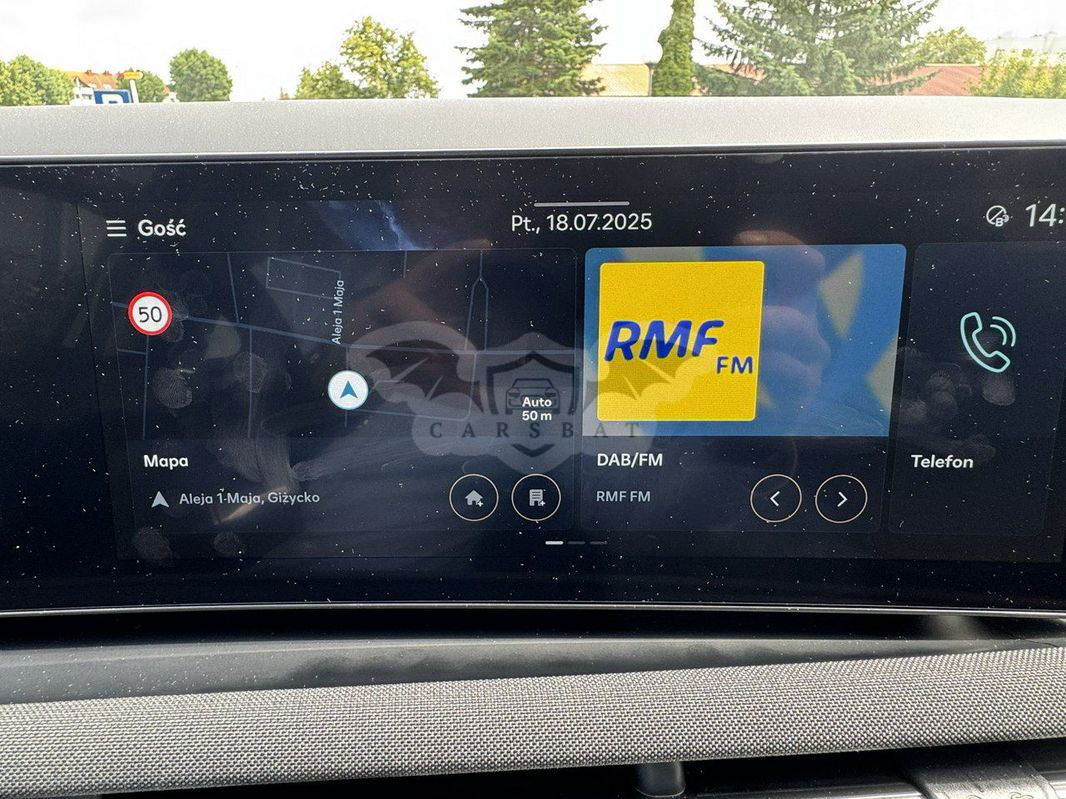 Gość
Pt., 18.07.2025
14:
50
Aleja 1 Maja
Auto
50 m
CARSBAT
Mapa
Aleja 1 Maja, Giżycko
RMF
FM
DAB/FM
RMF FM
Telefon